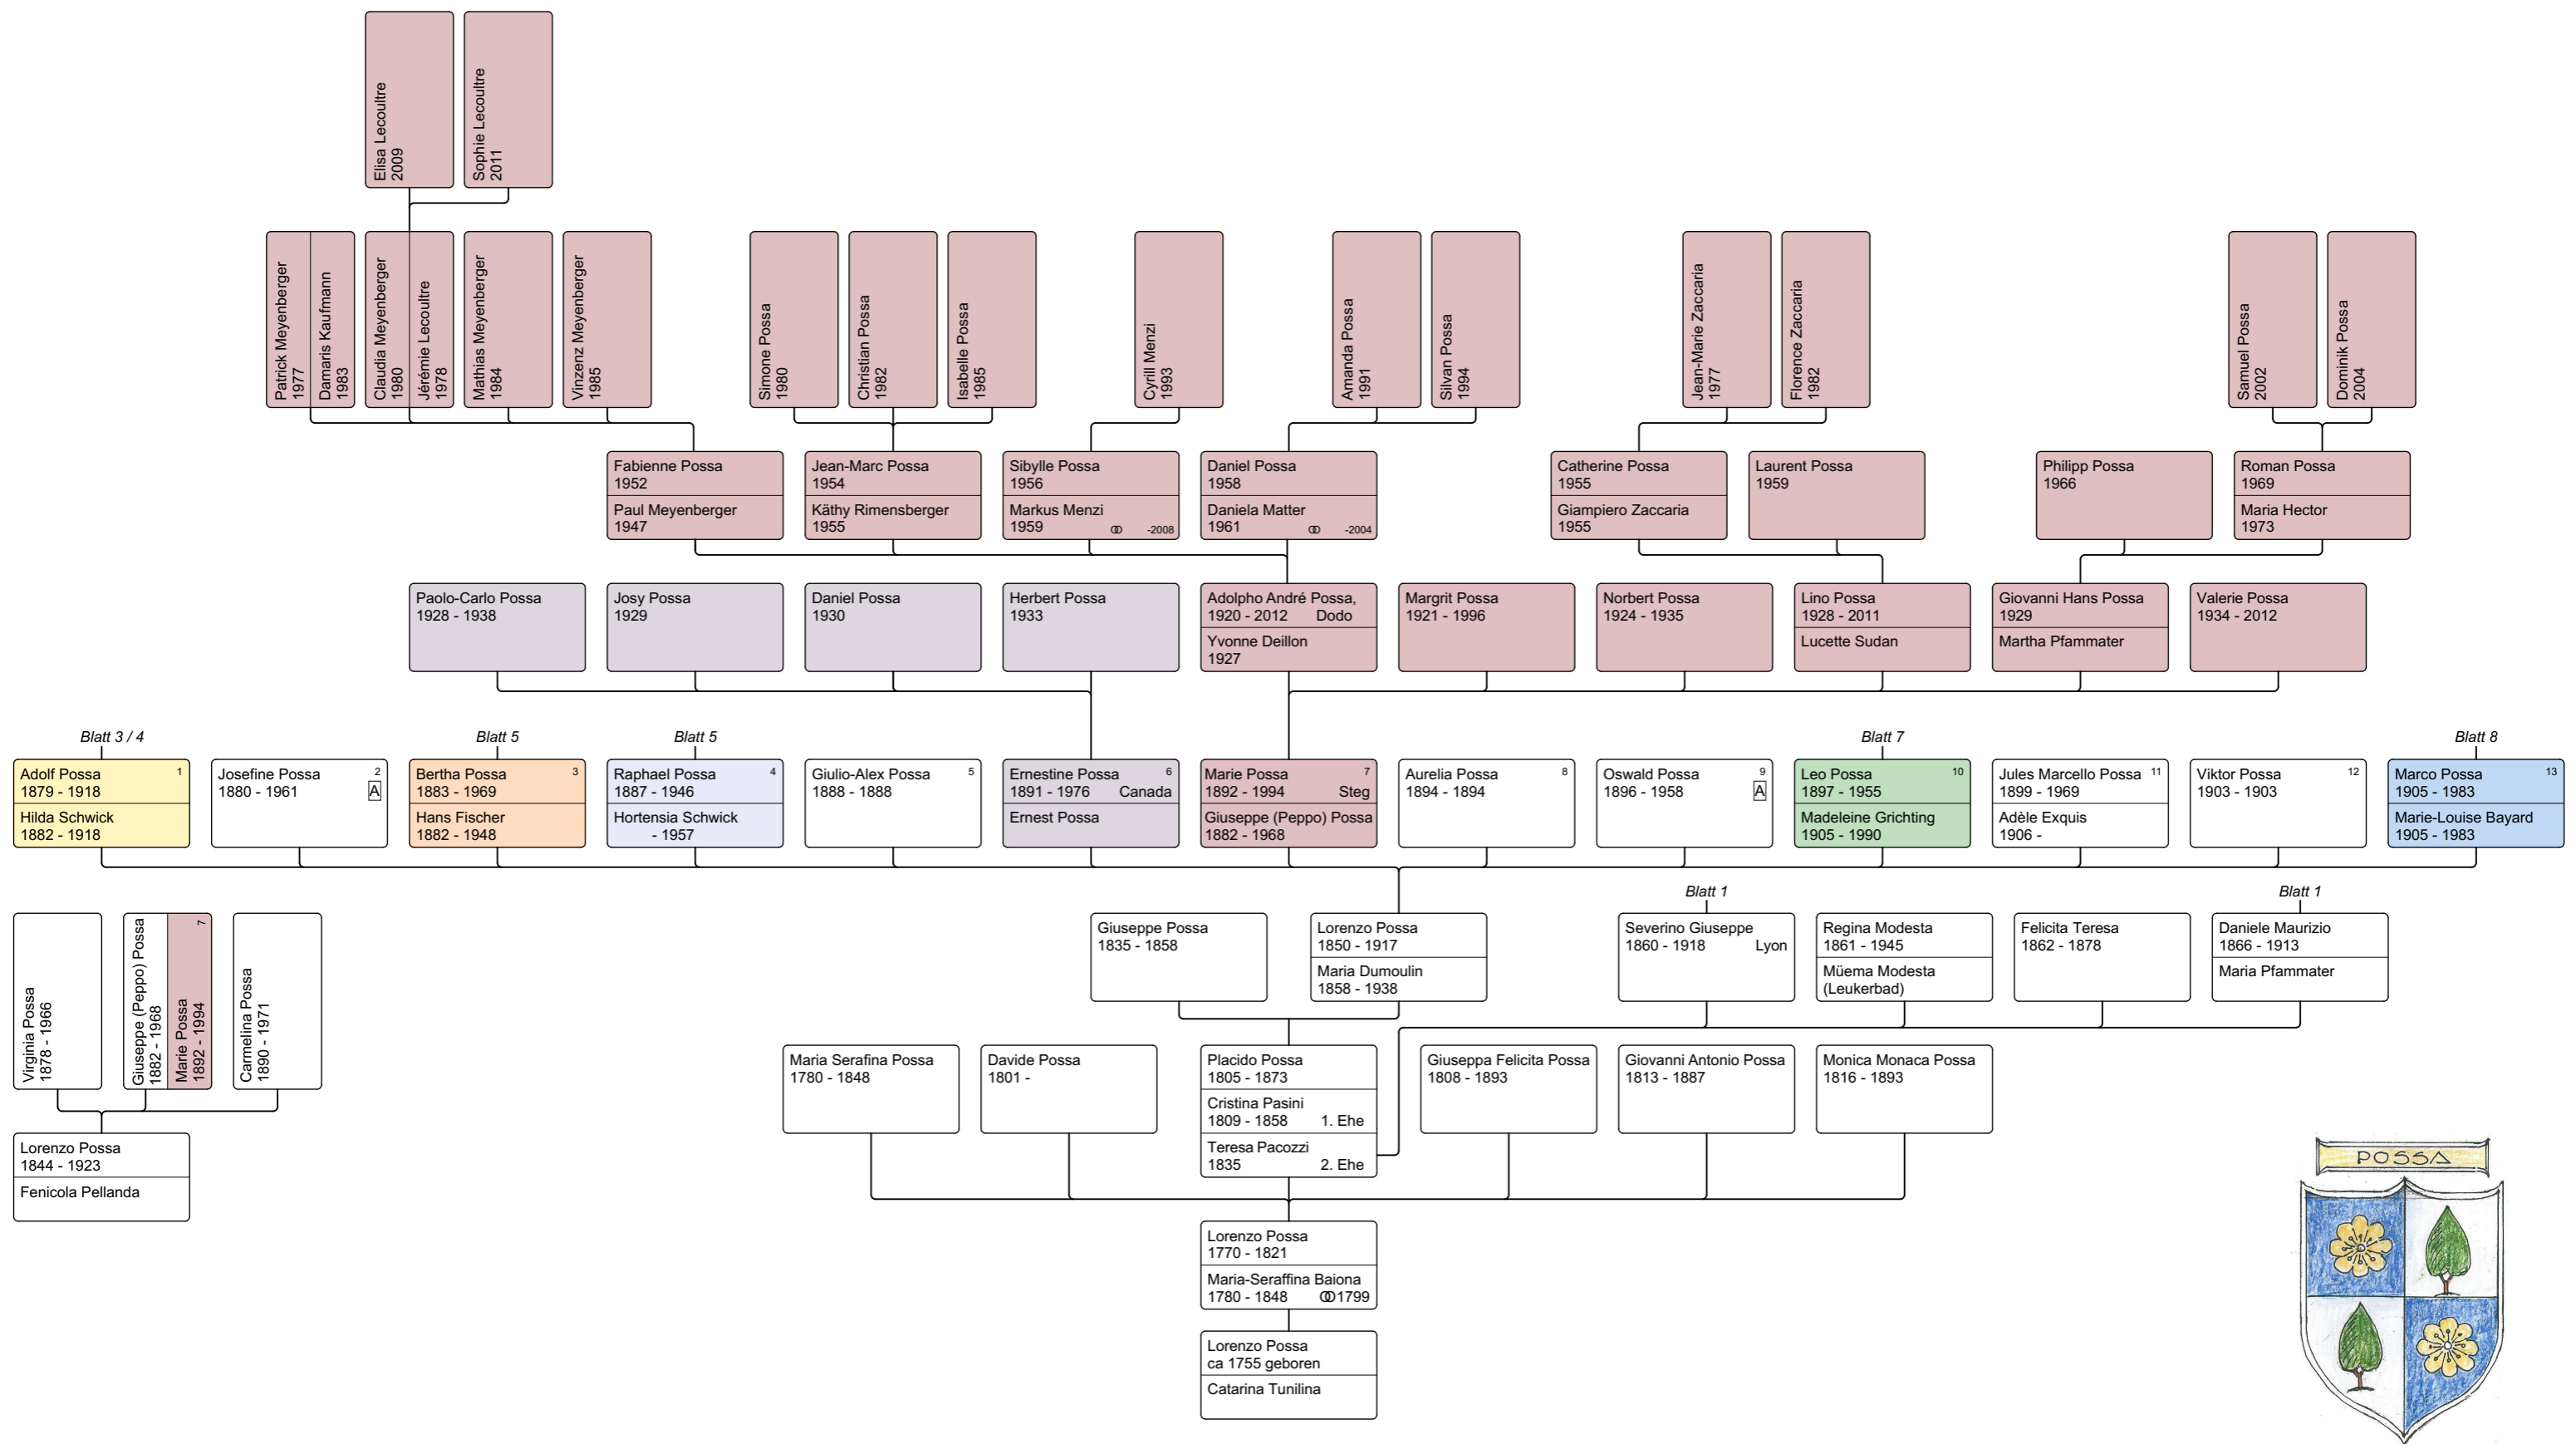 Elisa Lecoultre
2009
Sophie Lecoultre
2011
Patrick Meyenberger
1977
Damaris Kaufmann
1983
Claudia Meyenberger
1980
Jérémie Lecoultre
1978
Mathias Meyenberger
1984
Vinzenz Meyenberger
1985
Simone Possa
1980
Christian Possa
1982
Isabelle Possa
1985
Cyrill Menzi
1993
Amanda Possa
1991
Silvan Possa
1994
Jean-Marie Zaccaria
1977
Florence Zaccaria
1982
Samuel Possa
2002
Dominik Possa
2004
Fabienne Possa
1952
Paul Meyenberger
1947
Jean-Marc Possa
1954
Käthy Rimensberger
1955
Sibylle Possa
1956
Markus Menzi
1959 ⚮ -2008
Daniel Possa
1958
Daniela Matter
1961 ⚮ -2004
Catherine Possa
1955
Giampiero Zaccaria
1955
Laurent Possa
1959
Philipp Possa
1966
Roman Possa
1969
Maria Hector
1973
Paolo-Carlo Possa
1928 - 1938
Josy Possa
1929
Daniel Possa
1930
Herbert Possa
1933
Adolpho André Possa,
1920 - 2012 Dodo
Yvonne Deillon
1927
Margrit Possa
1921 - 1996
Norbert Possa
1924 - 1935
Lino Possa
1928 - 2011
Lucette Sudan
Giovanni Hans Possa
1929
Martha Pfammater
Valerie Possa
1934 - 2012
Blatt 3 / 4
Adolf Possa 1
1879 - 1918
Hilda Schwick
1882 - 1918
Josefine Possa 2
1880 - 1961 A
Blatt 5
Bertha Possa 3
1883 - 1969
Hans Fischer
1882 - 1948
Blatt 5
Raphael Possa 4
1887 - 1946
Hortensia Schwick
- 1957
Giulio-Alex Possa 5
1888 - 1888
Ernestine Possa 6
1891 - 1976 Canada
Ernest Possa
Marie Possa 7
1892 - 1994 Steg
Giuseppe (Peppo) Possa
1882 - 1968
Aurelia Possa 8
1894 - 1894
Oswald Possa 9
1896 - 1958 A
Blatt 7
Leo Possa 10
1897 - 1955
Madeleine Grichting
1905 - 1990
Jules Marcello Possa 11
1899 - 1969
Adèle Exquis
1906 -
Viktor Possa 12
1903 - 1903
Blatt 8
Marco Possa 13
1905 - 1983
Marie-Louise Bayard
1905 - 1983
Virginia Possa
1878 - 1966
Giuseppe (Peppo) Possa
1882 - 1968
Marie Possa 7
1892 - 1994
Carmelina Possa
1890 - 1971
Giuseppe Possa
1835 - 1858
Lorenzo Possa
1850 - 1917
Maria Dumoulin
1858 - 1938
Blatt 1
Severino Giuseppe
1860 - 1918 Lyon
Regina Modesta
1861 - 1945
Müema Modesta
(Leukerbad)
Felicita Teresa
1862 - 1878
Blatt 1
Daniele Maurizio
1866 - 1913
Maria Pfammater
Maria Serafina Possa
1780 - 1848
Davide Possa
1801 -
Placido Possa
1805 - 1873
Cristina Pasini
1809 - 1858 1. Ehe
Teresa Pacozzi
1835 2. Ehe
Giuseppa Felicita Possa
1808 - 1893
Giovanni Antonio Possa
1813 - 1887
Monica Monaca Possa
1816 - 1893
Lorenzo Possa
1844 - 1923
Fenicola Pellanda
Lorenzo Possa
1770 - 1821
Maria-Seraffina Baiona
1780 - 1848 ⚭1799
Lorenzo Possa
ca 1755 geboren
Catarina Tunilina
POSSA